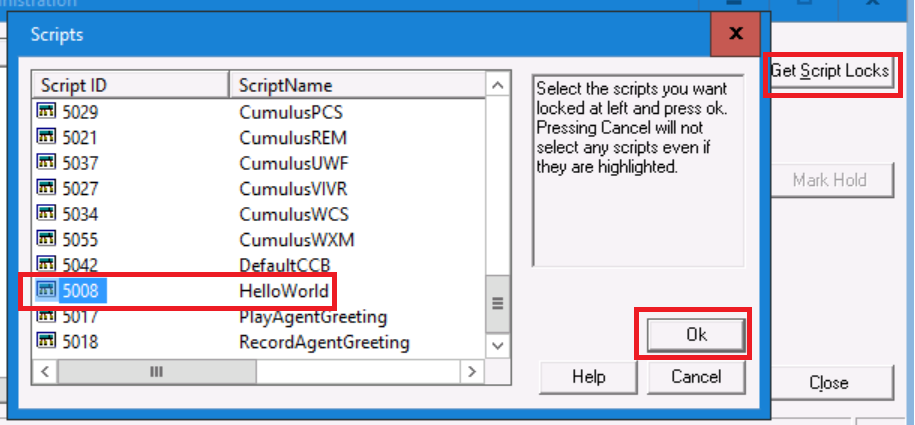 Scripts
x
Get Script Locks
Script ID ScriptName
5029 CumulusPCS
5021 CumulusREM
5037 CumulusUWF
5027 CumulusVIVR
5034 CumulusWCS
5055 CumulusWXM
5042 DefaultCCB
5008 HelloWorld
5017 PlayAgentGreeting
5018 RecordAgentGreeting
Select the scripts you want
locked at left and press ok.
Pressing Cancel will not
select any scripts even if
they are highlighted.
Mark Hold
Ok
Help
Cancel
Close